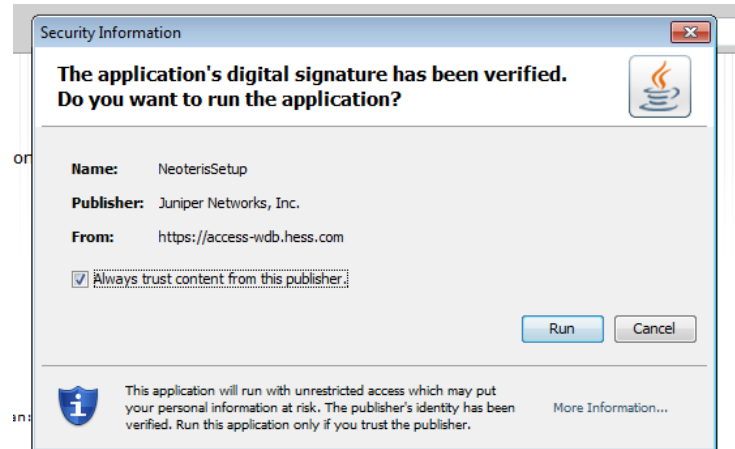 Security Information
The application's digital signature has been verified.
Do you want to run the application?
on
Name: NeoterisSetup
Publisher: Juniper Networks, Inc.
From: https://access-wdb.hess.com
Always trust content from this publisher.
Run Cancel
This application will run with unrestricted access which may put
your personal information at risk. The publisher's identity has been
verified. Run this application only if you trust the publisher.
More Information...